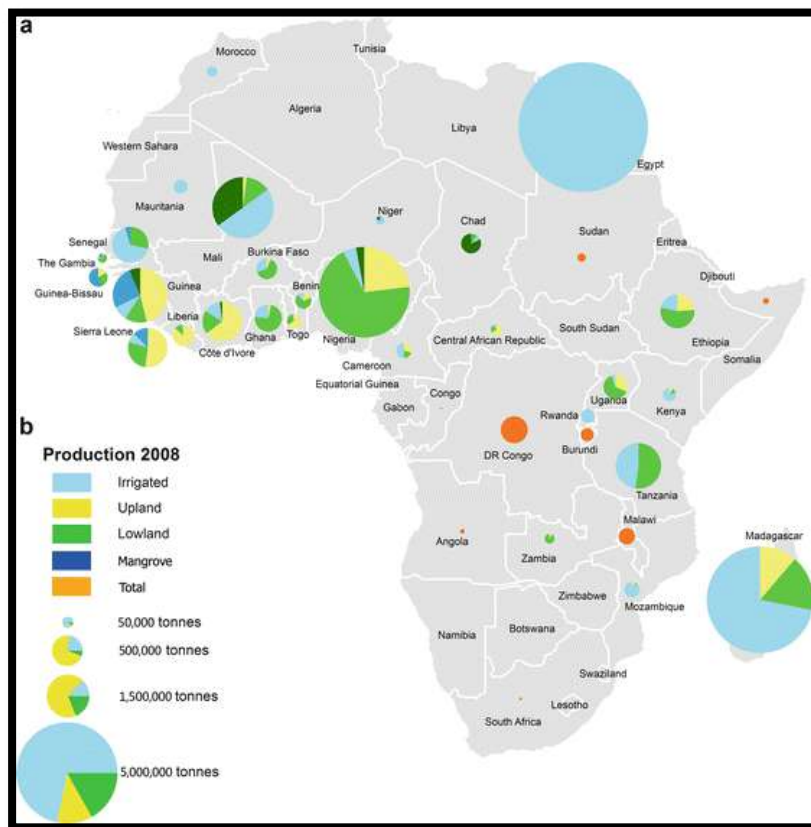 a
Morocco
Tunisia
Algeria
Libya
Egypt
Western Sahara
Mauritania
Niger
Chad
Sudan
Eritrea
Senegal
Mali
Burkina Faso
Djibouti
The Gambia
Guinea-Bissau
Guinea
Benin
Liberia
Sierra Leone
Côte d'Ivoire
Ghana
Togo
Nigeria
Central African Republic
South Sudan
Ethiopia
Somalia
Cameroon
Equatorial Guinea
Congo
Gabon
Uganda
Kenya
Rwanda
DR Congo
Burundi
Tanzania
Angola
Malawi
Zambia
Madagascar
Mozambique
Zimbabwe
Namibia
Botswana
Swaziland
Lesotho
South Africa
b
Production 2008
Irrigated
Upland
Lowland
Mangrove
Total
50,000 tonnes
500,000 tonnes
1,500,000 tonnes
5,000,000 tonnes